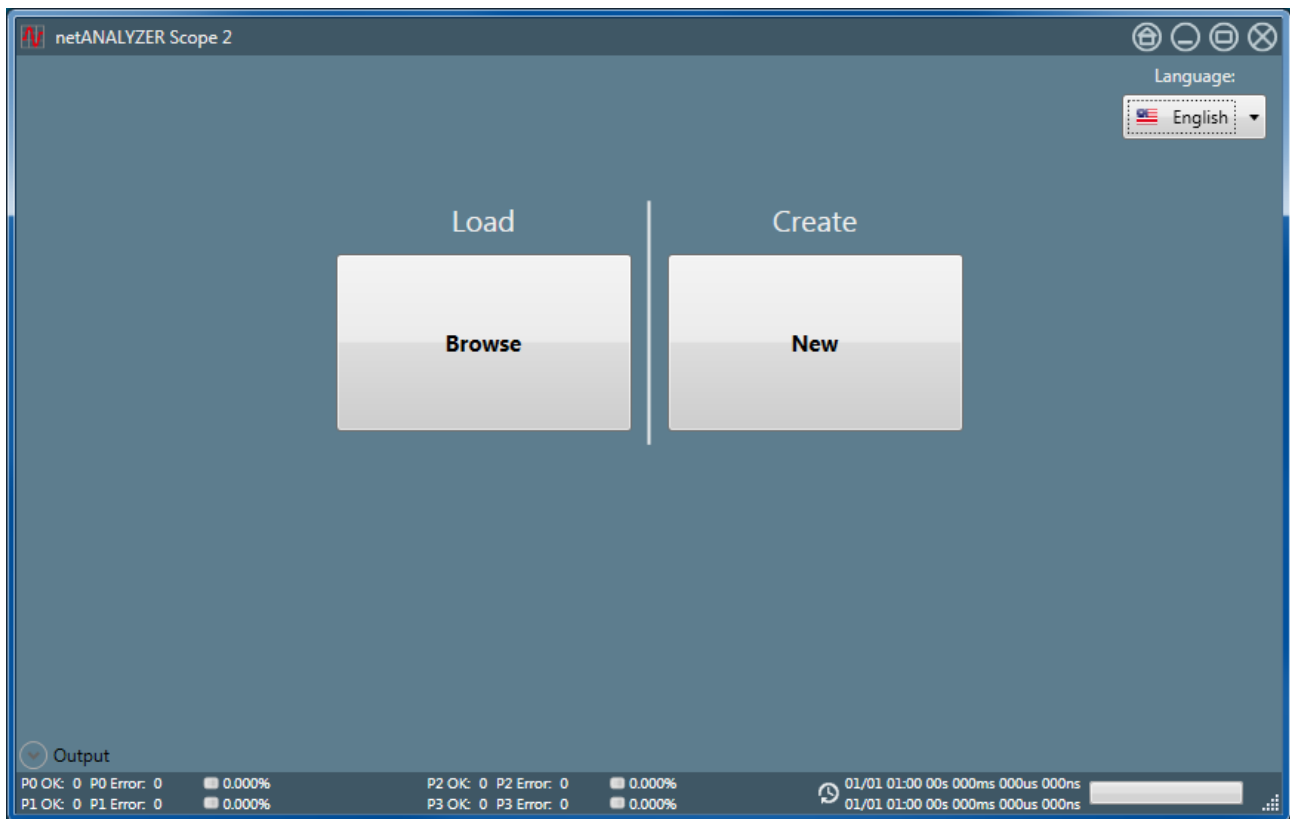 netANALYZER Scope 2
Language:
English
Load
Create
Browse
New
Output
P0 OK: 0 P0 Error: 0 0.000% P2 OK: 0 P2 Error: 0 0.000% 01/01 01:00 00s 000ms 000us 000ns
P1 OK: 0 P1 Error: 0 0.000% P3 OK: 0 P3 Error: 0 0.000% 01/01 01:00 00s 000ms 000us 000ns